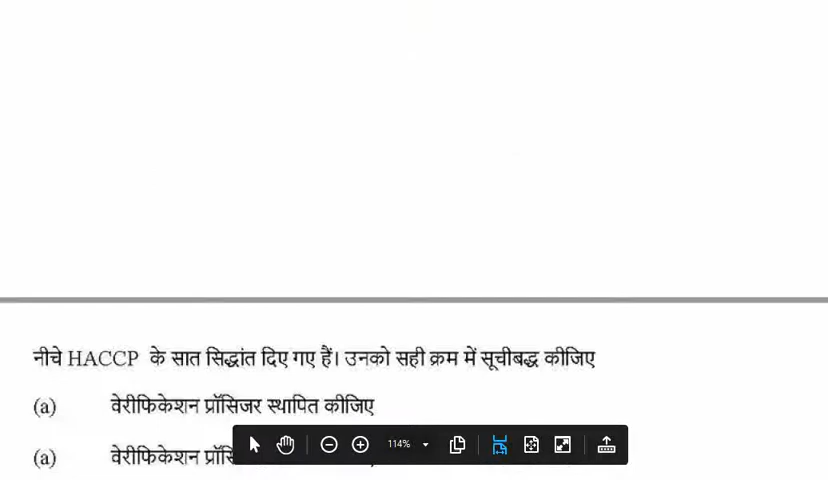 नीचे HACCP के सात सिद्धांत दिए गए हैं। उनको सही क्रम में सूचीबद्ध कीजिए
(a) वेरीफिकेशन प्रॉसिजर स्थापित कीजिए
(a) वेरीफिकेशन
114%